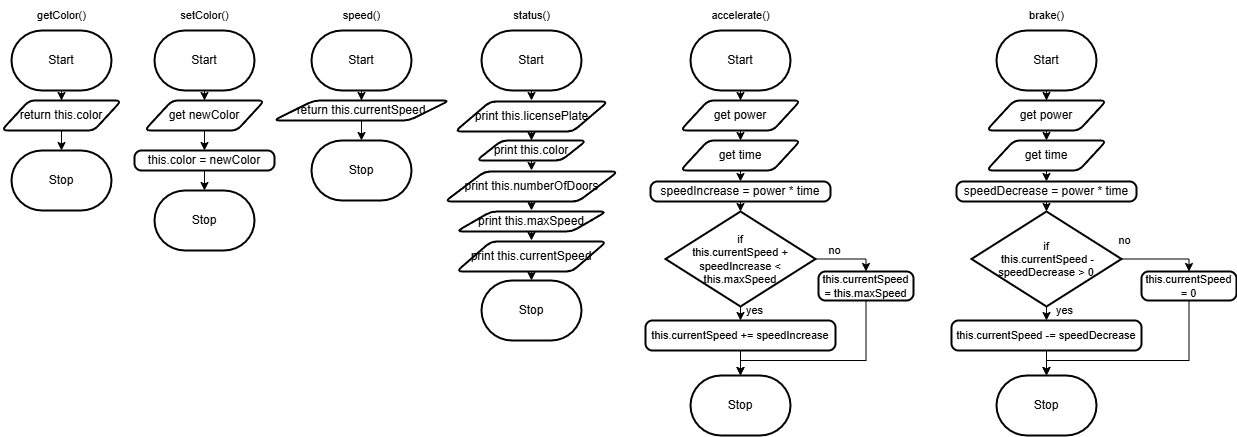 getColor()
Start
return this.color
Stop
setColor()
Start
get newColor
this.color = newColor
Stop
speed()
Start
return this.currentSpeed
Stop
status()
Start
print this.licensePlate
print this.color
print this.numberOfDoors
print this.maxSpeed
print this.currentSpeed
Stop
accelerate()
Start
get power
get time
speedIncrease = power * time
if
this.currentSpeed +
speedIncrease <
this.maxSpeed
no
this.currentSpeed
= this.maxSpeed
yes
this.currentSpeed += speedIncrease
Stop
brake()
Start
get power
get time
speedDecrease = power * time
if
this.currentSpeed -
speedDecrease > 0
no
this.currentSpeed
= 0
yes
this.currentSpeed -= speedDecrease
Stop